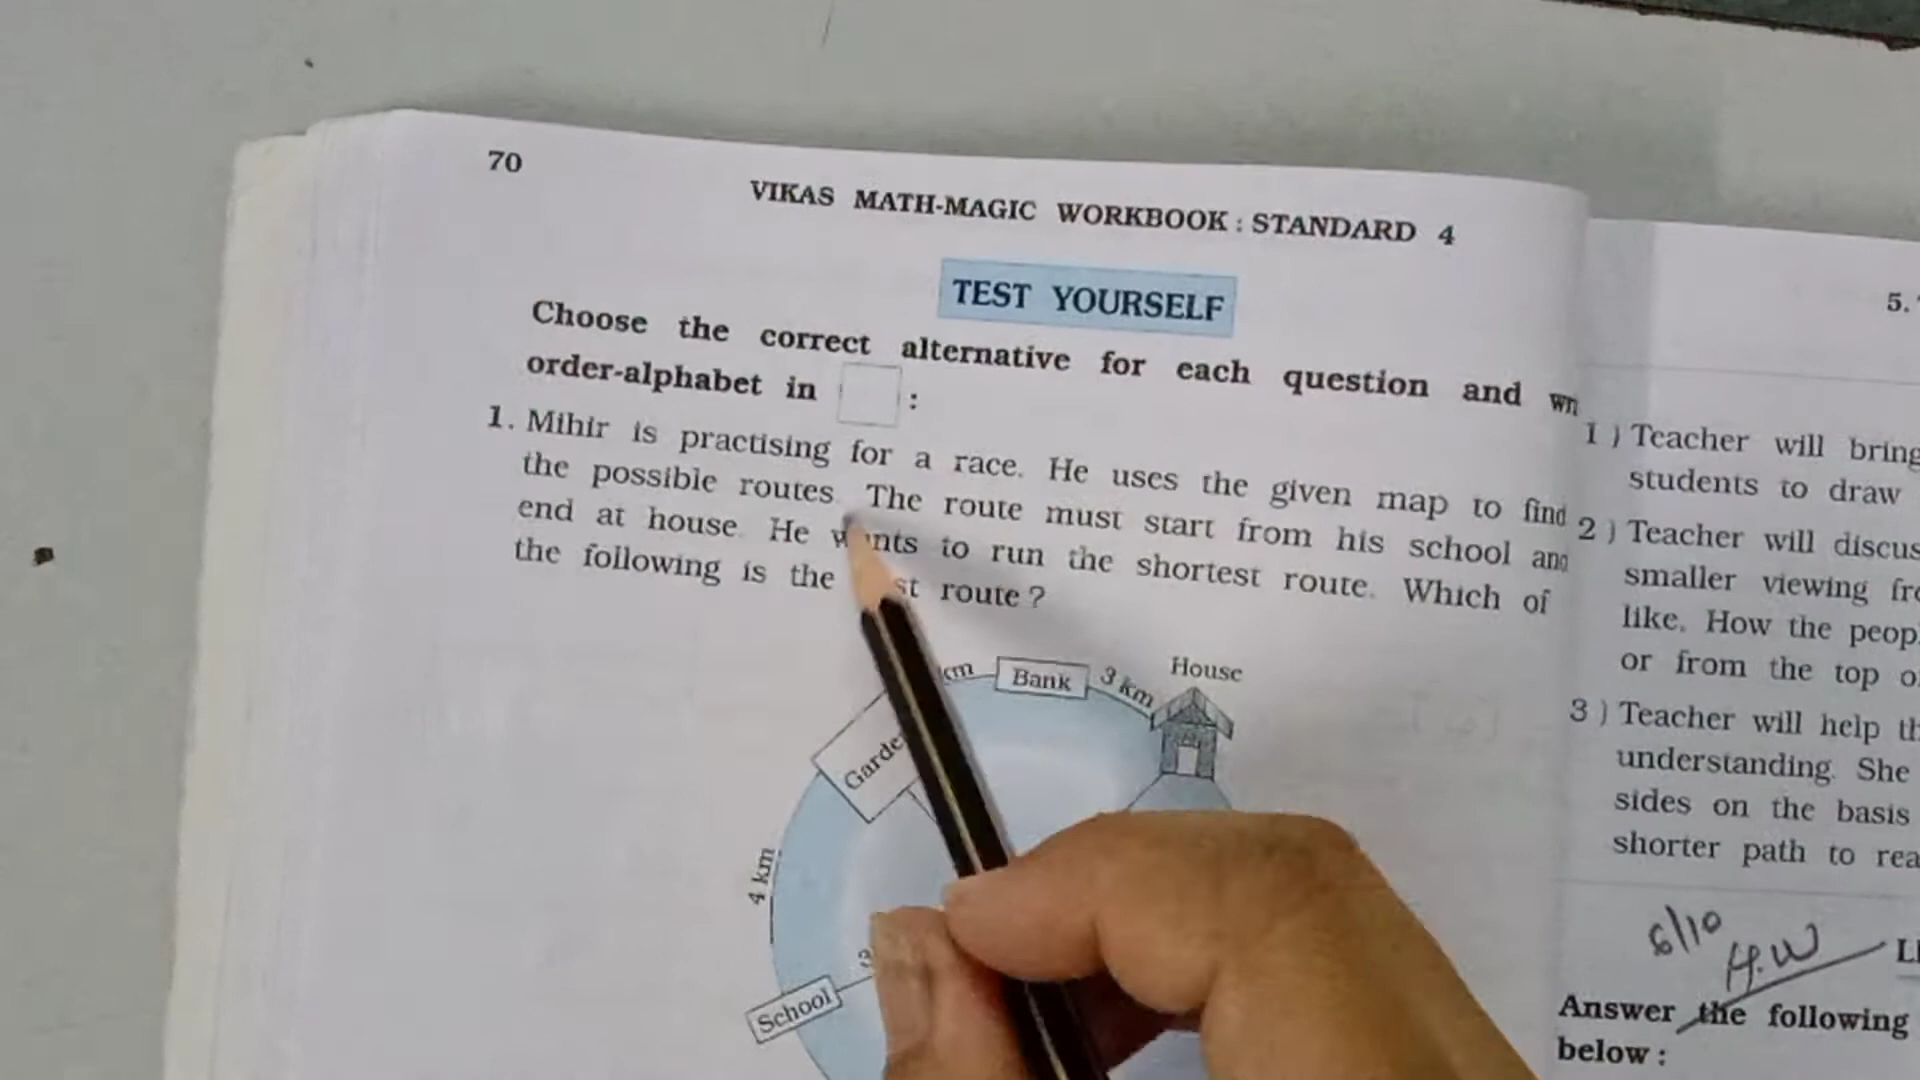 70
VIKAS MATH-MAGIC WORKBOOK : STANDARD 4
TEST YOURSELF
Choose the correct alternative for each question and
order-alphabet in :
1. Mihir is practising for a race. He uses the given map to find
the possible routes. The route must start from his school and
end at house. He wants to run the shortest route. Which of
the following is the route ?
km
Bank
3 km
House
4 km
School
5.
1 ) Teacher will bring
students to draw
2 ) Teacher will
smaller viewing
like. How the
or from the top
3 ) Teacher will help
understanding. She
sides on the basis
shorter path to
6/10
H.W
Answer the following
below :